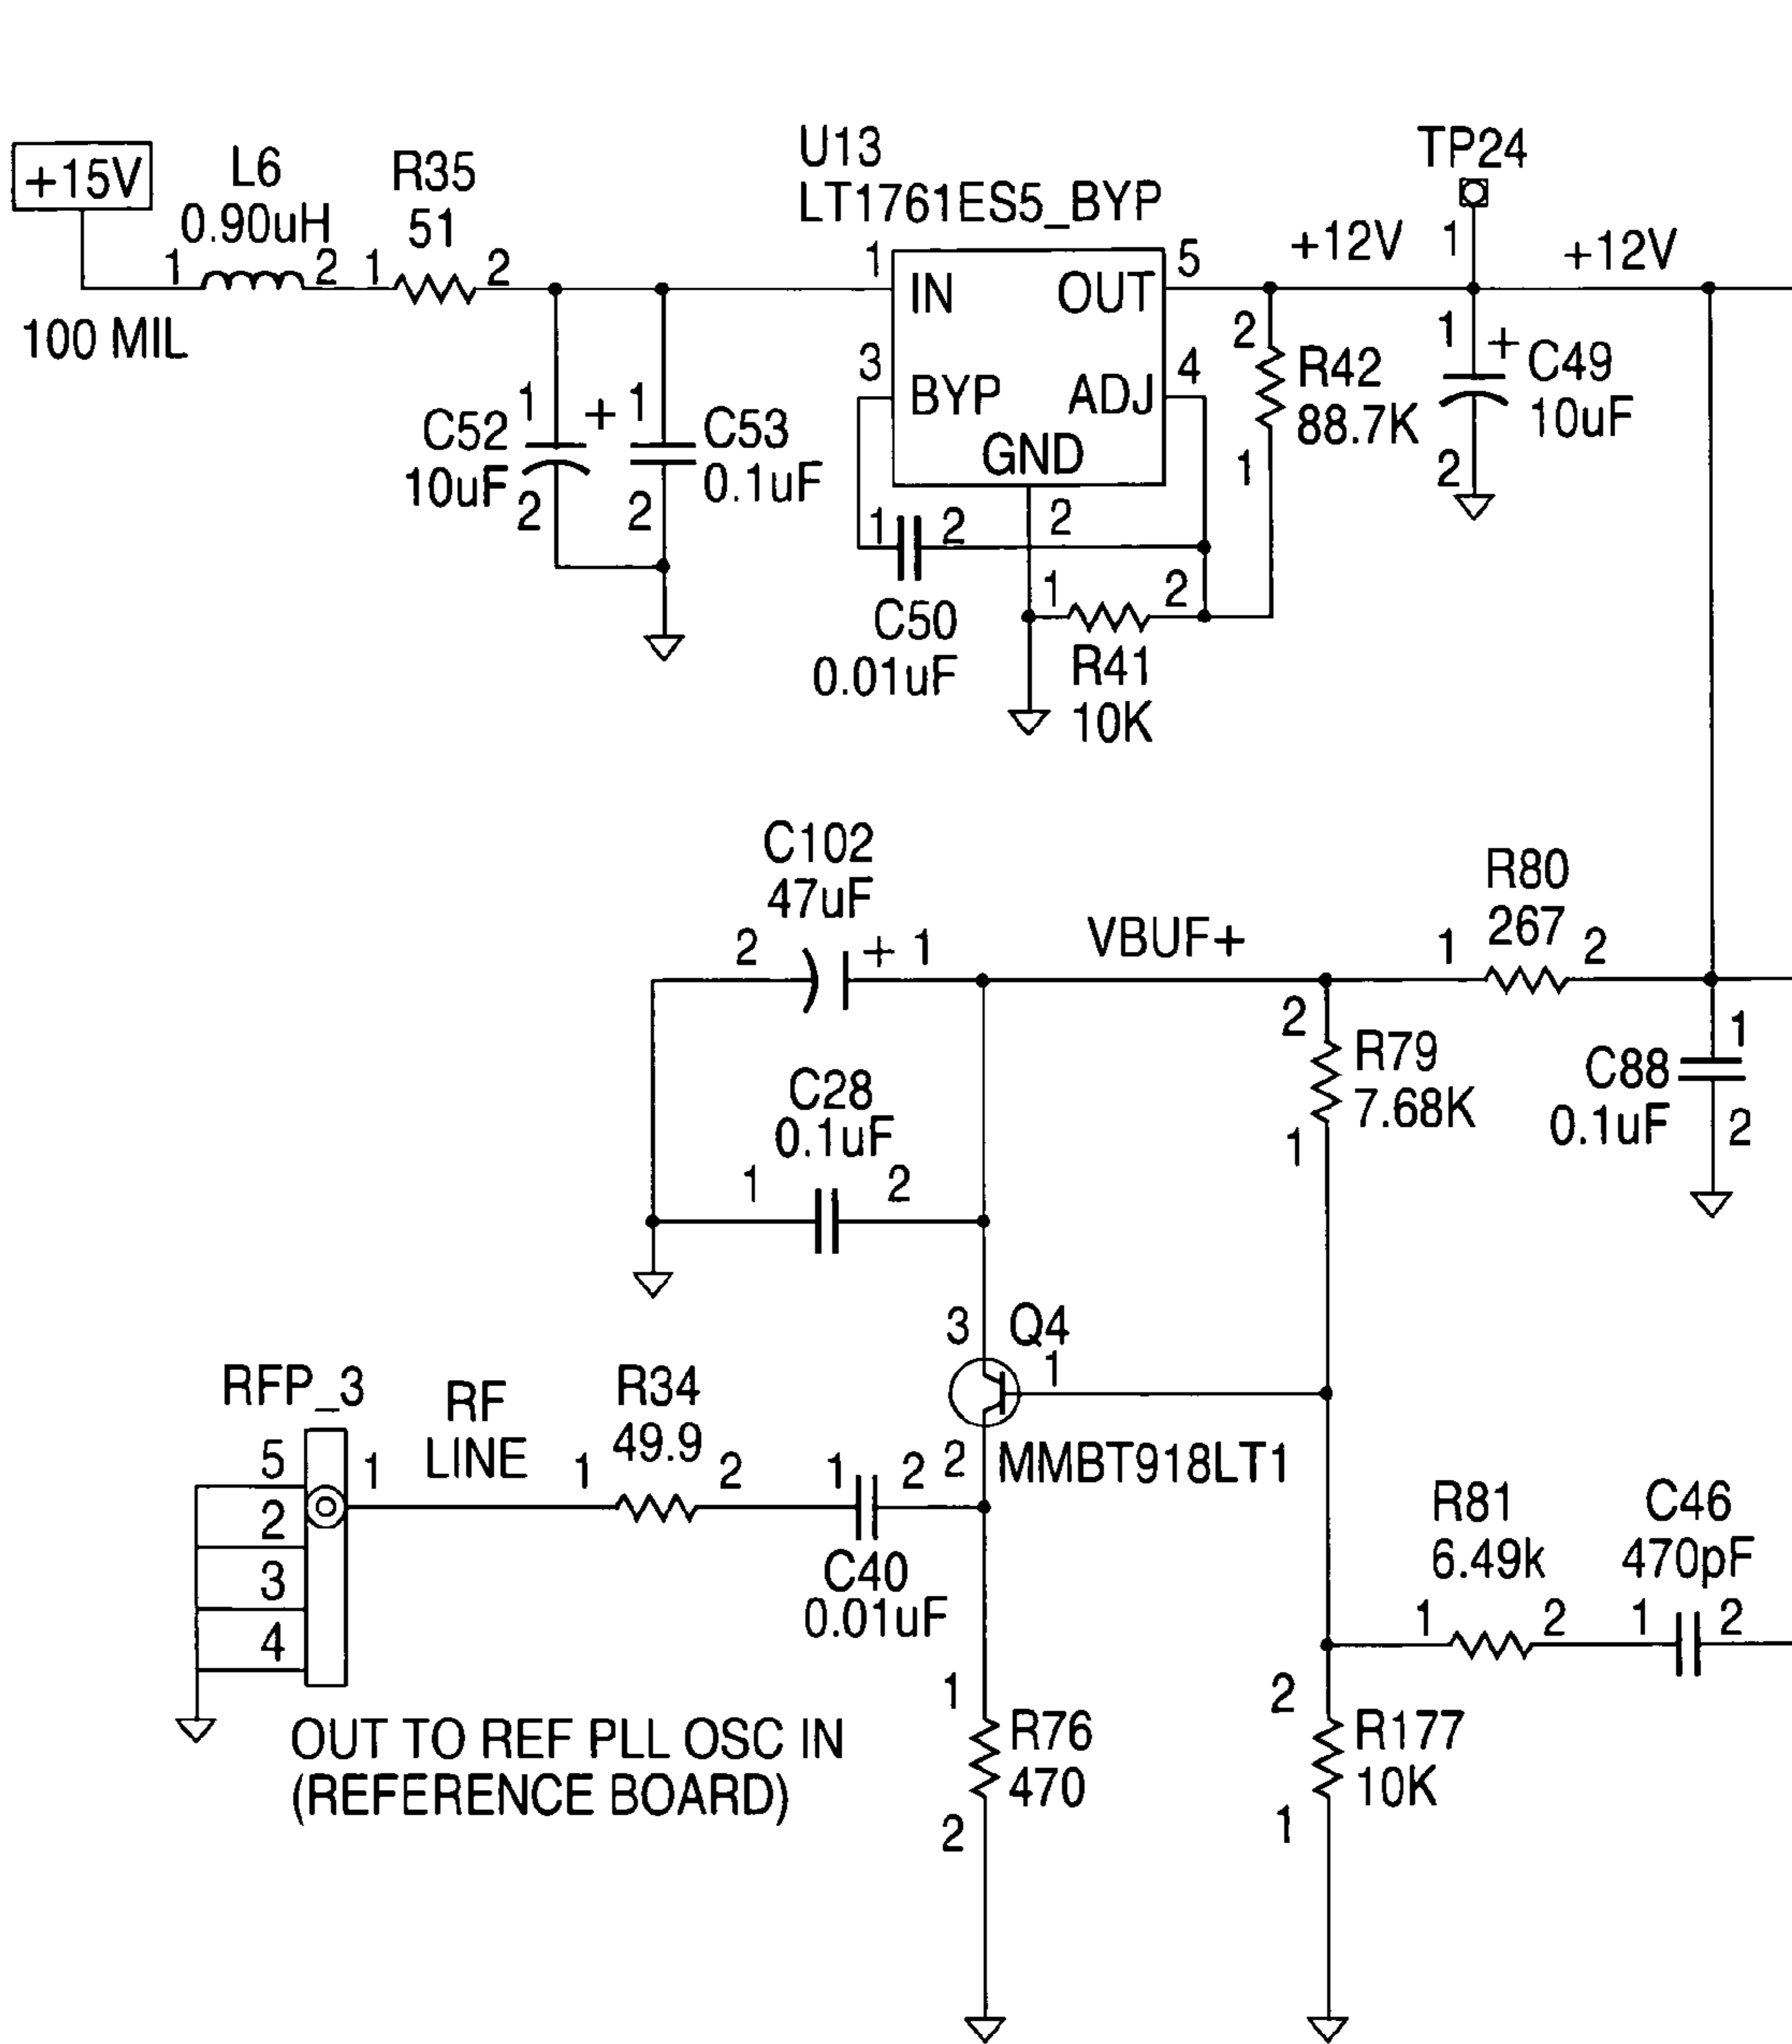 +15V
L6
0.90uH
1
2
R35
51
1
2
100 MIL
C52
10uF
1
+
2
1
C53
0.1uF
2
U13
LT1761ES5_BYP
1
IN
OUT
5
3
BYP
ADJ
4
GND
2
1
2
C50
0.01uF
1
2
R41
10K
2
R42
88.7K
1
+12V
TP24
1
+12V
1
+
C49
10uF
2
C102
47uF
2
+
1
VBUF+
R80
267
1
2
C28
0.1uF
1
2
2
R79
7.68K
1
1
C88
0.1uF
2
3
Q4
1
2
MMBT918LT1
RFP_3
5
2
3
4
1
RF
LINE
R34
49.9
1
2
1
2
C40
0.01uF
R81
6.49k
1
2
C46
470pF
1
2
OUT TO REF PLL OSC IN
(REFERENCE BOARD)
1
R76
470
2
2
R177
10K
1